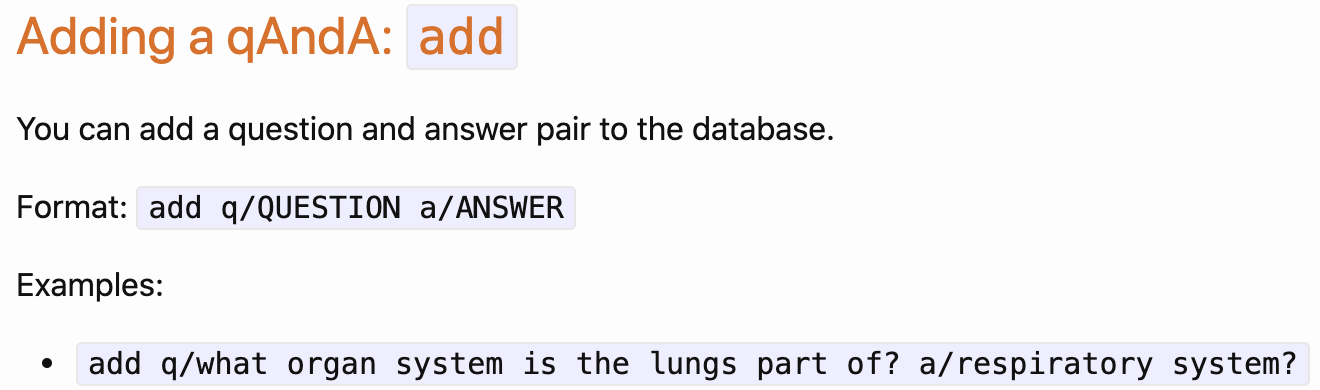 Adding a qAndA: add
You can add a question and answer pair to the database.
Format: add q/QUESTION a/ANSWER
Examples:
• add q/what organ system is the lungs part of? a/respiratory system?